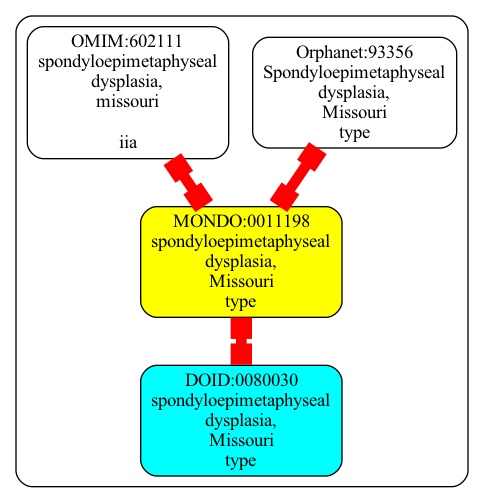 OMIM:602111
spondyloepimetaphyseal
dysplasia,
missouri
iia
Orphanet:93356
Spondyloepimetaphyseal
dysplasia,
Missouri
type
MONDO:0011198
spondyloepimetaphyseal
dysplasia,
Missouri
type
DOID:0080030
spondyloepimetaphyseal
dysplasia,
Missouri
type